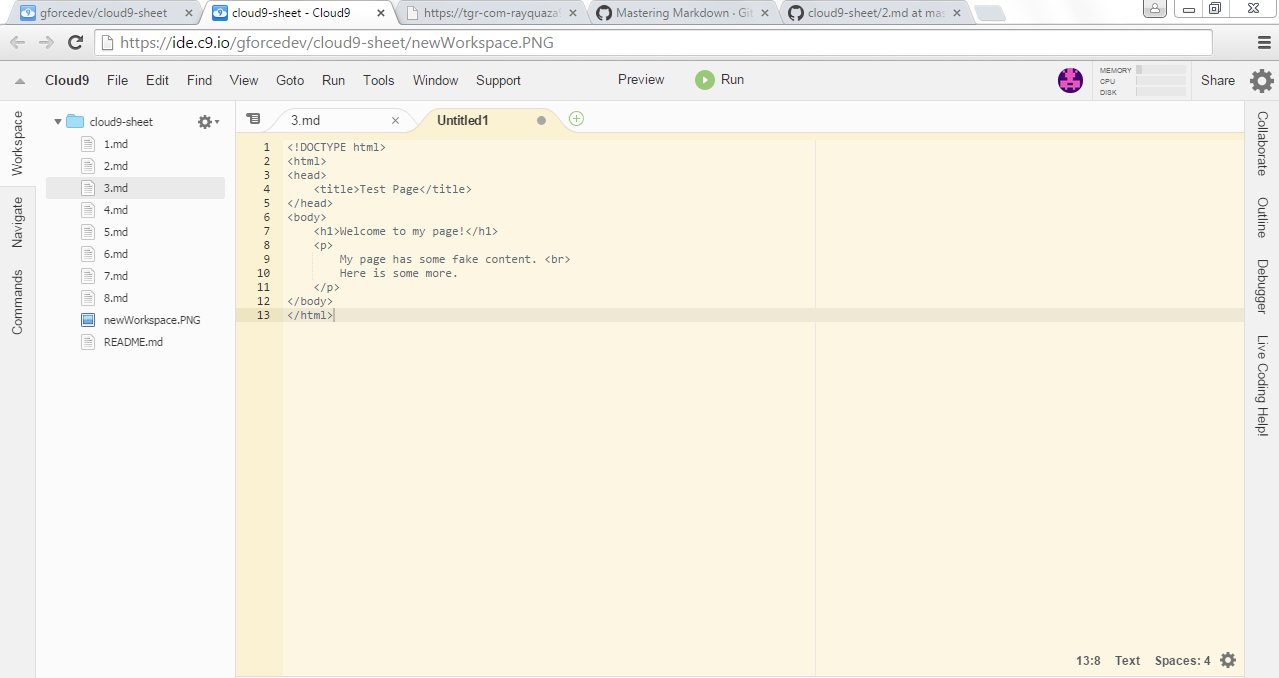 gforcedev/cloud9-sheet
cloud9-sheet - Cloud9
https://tgr-com-rayquaza
Mastering Markdown · Git
cloud9-sheet/2.md at mas
https://ide.c9.io/gforcedev/cloud9-sheet/newWorkspace.PNG
Cloud9 File Edit Find View Goto Run Tools Window Support Preview Run MEMORY CPU DISK Share
Workspace
Navigate
Commands
cloud9-sheet
1.md
2.md
3.md
4.md
5.md
6.md
7.md
8.md
newWorkspace.PNG
README.md
3.md
Untitled1
1 <!DOCTYPE html>
2 <html>
3 <head>
4 <title>Test Page</title>
5 </head>
6 <body>
7 <h1>Welcome to my page!</h1>
8 <p>
9 My page has some fake content. <br>
10 Here is some more.
11 </p>
12 </body>
13 </html>
13:8 Text Spaces: 4
Collaborate
Outline
Debugger
Live Coding Help!